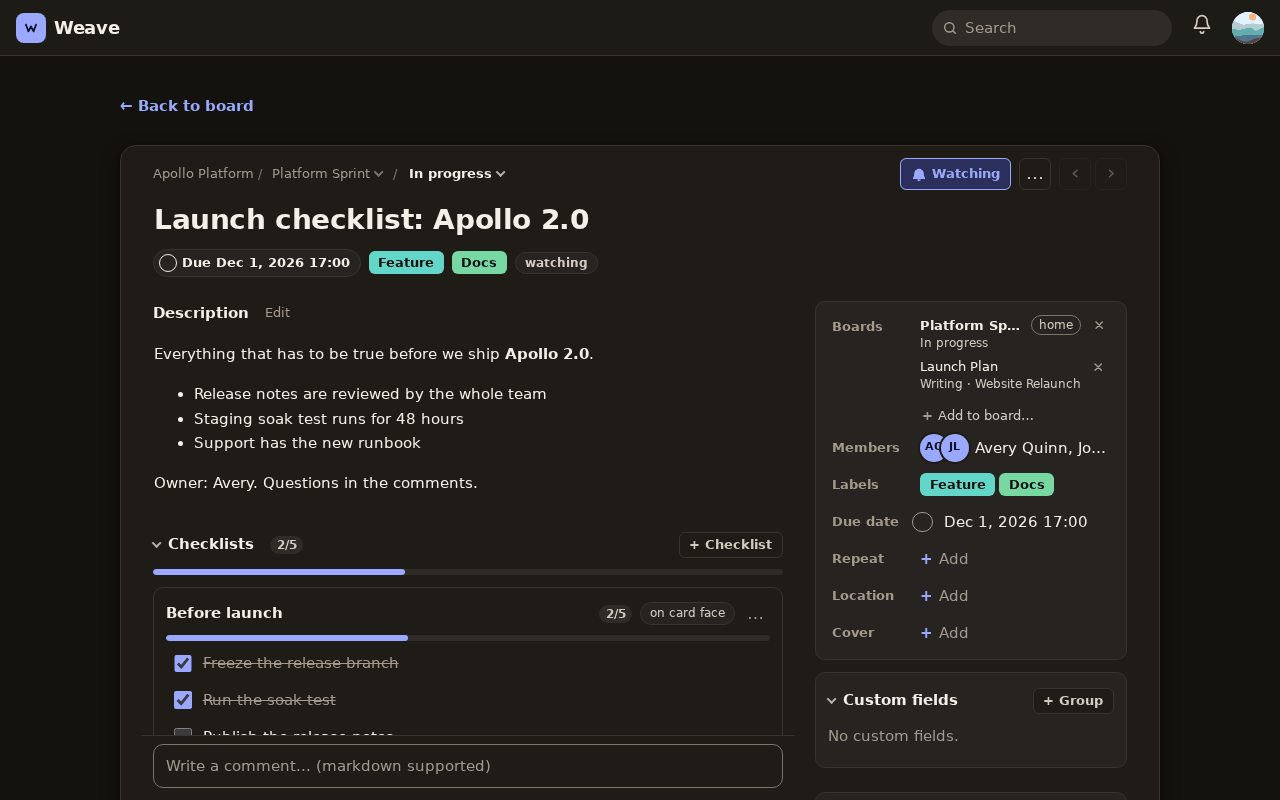 W Weave
Search
← Back to board
Apollo Platform / Platform Sprint / In progress
Watching
...
Launch checklist: Apollo 2.0
Due Dec 1, 2026 17:00 Feature Docs watching
Description Edit
Everything that has to be true before we ship Apollo 2.0.
• Release notes are reviewed by the whole team
• Staging soak test runs for 48 hours
• Support has the new runbook
Owner: Avery. Questions in the comments.
Checklists 2/5 + Checklist
Before launch 2/5 on card face ...
Freeze the release branch
Run the soak test
Publish the release notes
Write a comment... (markdown supported)
Boards Platform Sp... home ×
In progress
Launch Plan ×
Writing · Website Relaunch
+ Add to board...
Members JL Avery Quinn, Jo...
Labels Feature Docs
Due date Dec 1, 2026 17:00
Repeat + Add
Location + Add
Cover + Add
Custom fields + Group
No custom fields.